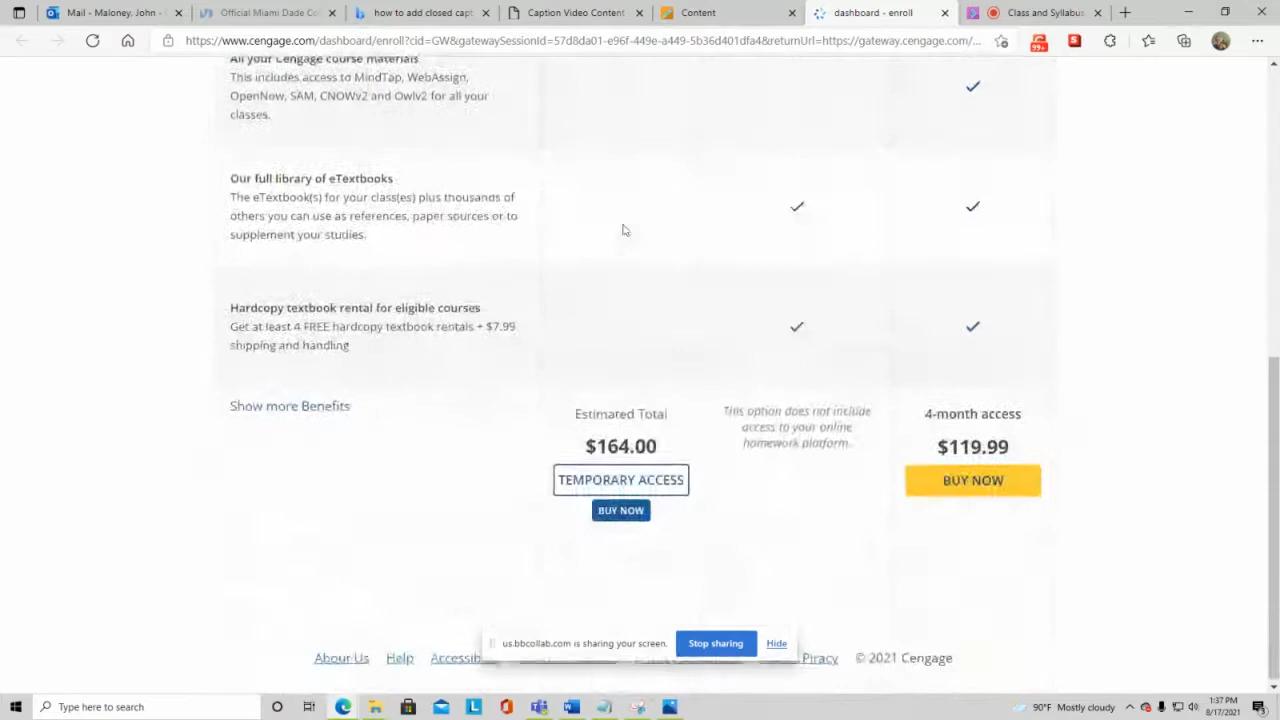 Mail - Maloney, John -
Official Miami Dade Co
how to add closed capt
Caption Video Content
Content
dashboard - enroll
Class and Syllabus
https://www.cengage.com/dashboard/enroll?cid=GW&gatewaySessionId=57d8da01-e96f-449e-a449-5b36d401dfa4&returnUrl=https://gateway.cengage.com/...
99+
S
All your Cengage course materials
This includes access to MindTap, WebAssign,
OpenNow, SAM, CNOWv2 and Owlv2 for all your
classes.
Our full library of eTextbooks
The eTextbook(s) for your class(es) plus thousands of
others you can use as references, paper sources or to
supplement your studies.
Hardcopy textbook rental for eligible courses
Get at least 4 FREE hardcopy textbook rentals + $7.99
shipping and handling
Show more Benefits
Estimated Total
$164.00
TEMPORARY ACCESS
BUY NOW
This option does not include
access to your online
homework platform.
4-month access
$119.99
BUY NOW
us.bbcollab.com is sharing your screen.
Stop sharing
Hide
About Us
Help
Accessib
Piracy
© 2021 Cengage
Type here to search
90°F Mostly cloudy
1:37 PM
8/17/2021